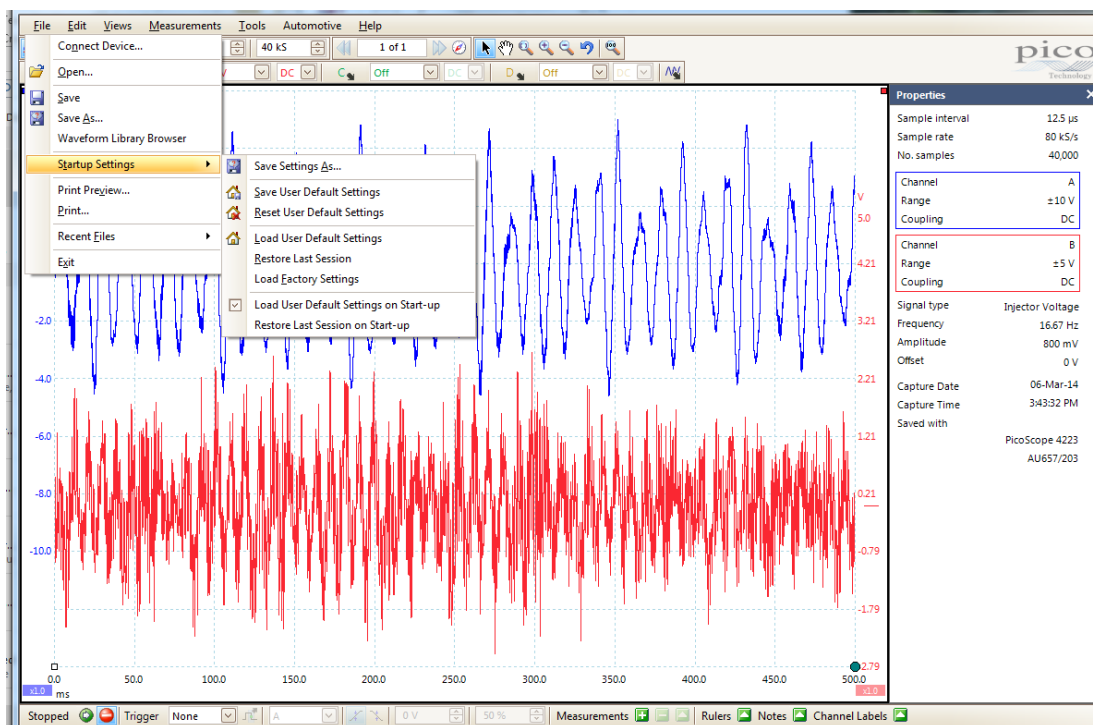 File Edit Views Measurements Tools Automotive Help
Connect Device...
40 kS
1 of 1
pico
Technology
Open...
DC
C
Off
DC
D
Off
DC
Save
Save As...
Waveform Library Browser
Startup Settings
Print Preview...
Print...
Recent Files
Exit
Save Settings As...
Save User Default Settings
Reset User Default Settings
Load User Default Settings
Restore Last Session
Load Factory Settings
Load User Default Settings on Start-up
Restore Last Session on Start-up
-2.0
-4.0
-6.0
-8.0
-10.0
V
5.0
4.21
3.21
2.21
1.21
0.21
-0.79
-1.79
-2.79
0.0 50.0 100.0 150.0 200.0 250.0 300.0 350.0 400.0 450.0 500.0
x1.0 ms x1.0
Properties
Sample interval 12.5 µs
Sample rate 80 kS/s
No. samples 40,000
Channel A
Range ±10 V
Coupling DC
Channel B
Range ±5 V
Coupling DC
Signal type Injector Voltage
Frequency 16.67 Hz
Amplitude 800 mV
Offset 0 V
Capture Date 06-Mar-14
Capture Time 3:43:32 PM
Saved with
PicoScope 4223
AU657/203
Stopped Trigger None A 0 V 50 % Measurements Rulers Notes Channel Labels